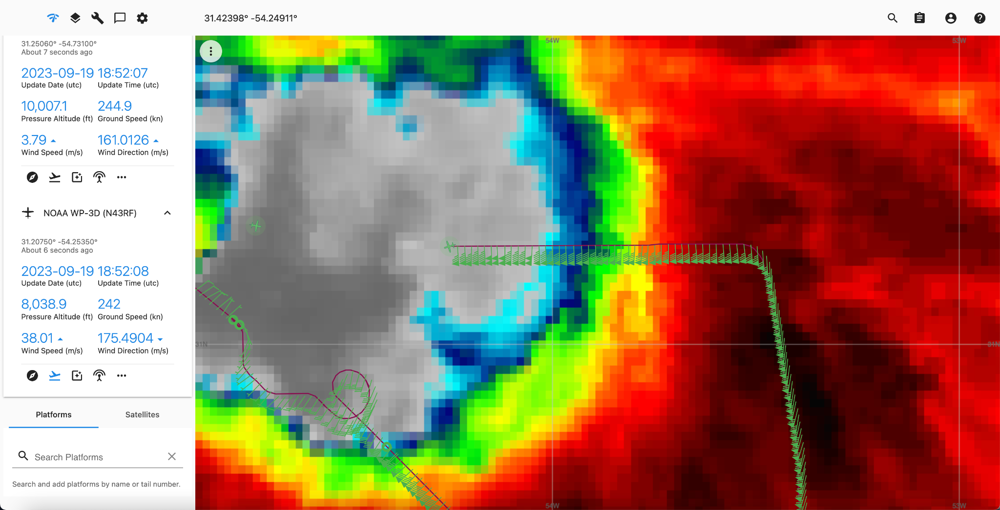 31.42398° -54.24911°
31.25060° -54.73100°
About 7 seconds ago
2023-09-19 18:52:07
Update Date (utc) Update Time (utc)
10,007.1 244.9
Pressure Altitude (ft) Ground Speed (kn)
3.79 161.0126
Wind Speed (m/s) Wind Direction (m/s)
NOAA WP-3D (N43RF)
31.20750° -54.25350°
About 6 seconds ago
2023-09-19 18:52:08
Update Date (utc) Update Time (utc)
8,038.9 242
Pressure Altitude (ft) Ground Speed (kn)
38.01 175.4904
Wind Speed (m/s) Wind Direction (m/s)
Platforms Satellites
Search Platforms
Search and add platforms by name or tail number.
54W 53W
31N 31N
54W 53W